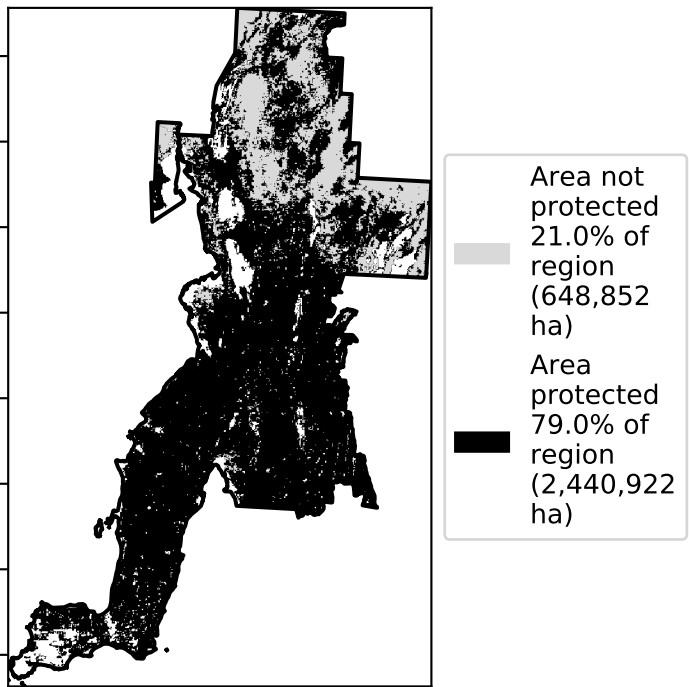 Area not
protected
21.0% of
region
(648,852
ha)
Area
protected
79.0% of
region
(2,440,922
ha)